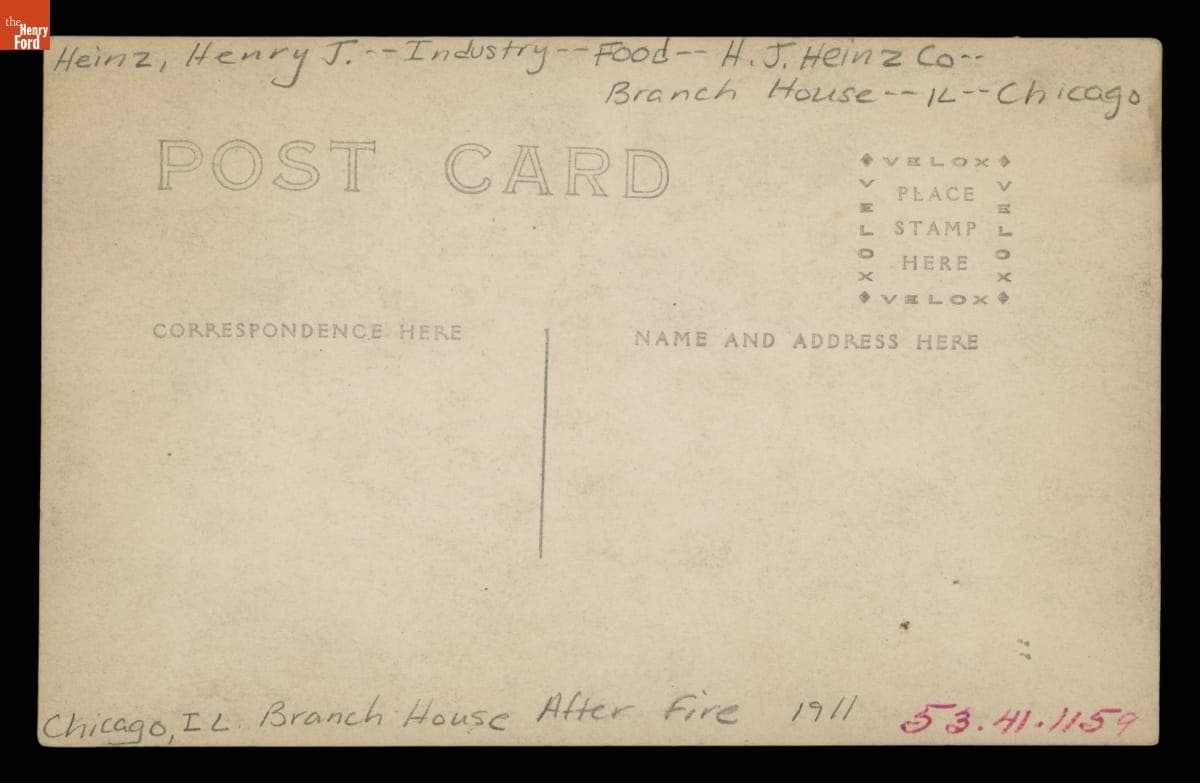 the
Henry
Ford
Heinz, Henry J.--Industry--Food--H.J. Heinz Co--
Branch House--IL--Chicago
POST CARD
VELOX
VELOX
PLACE
STAMP
HERE
VELOX
VELOX
CORRESPONDENCE HERE
NAME AND ADDRESS HERE
Chicago, IL. Branch House After Fire 1911
53.41.1159